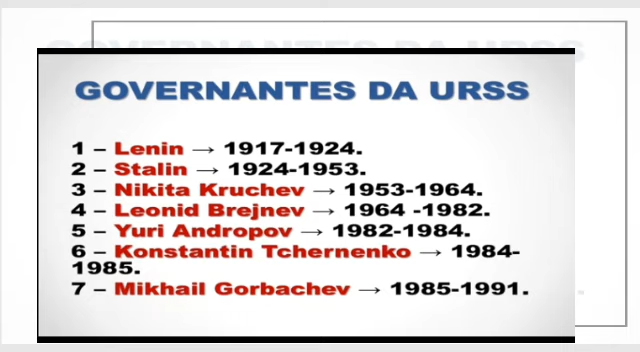 GOVERNANTES DA URSS
1 – Lenin → 1917-1924.
2 – Stalin → 1924-1953.
3 – Nikita Kruchev → 1953-1964.
4 – Leonid Brejnev → 1964 -1982.
5 – Yuri Andropov → 1982-1984.
6 – Konstantin Tchernenko → 1984-
1985.
7 – Mikhail Gorbachev → 1985-1991.